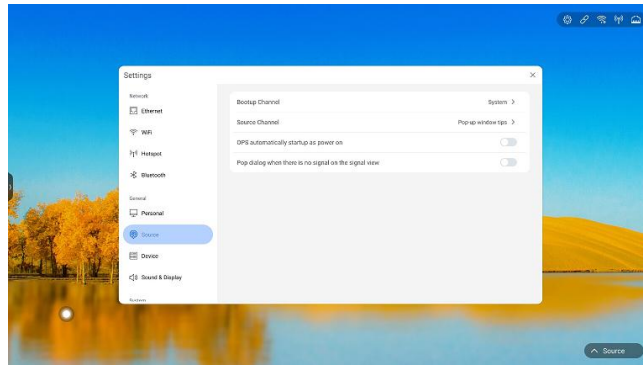 Settings
Network
Ethernet
WiFi
Hotspot
Bluetooth
General
Personal
Source
Device
Sound & Display
System
Bootup Channel
System
Source Channel
Pop-up window tips
OPS automatically startup as power on
Pop dialog when there is no signal on the signal view
Source